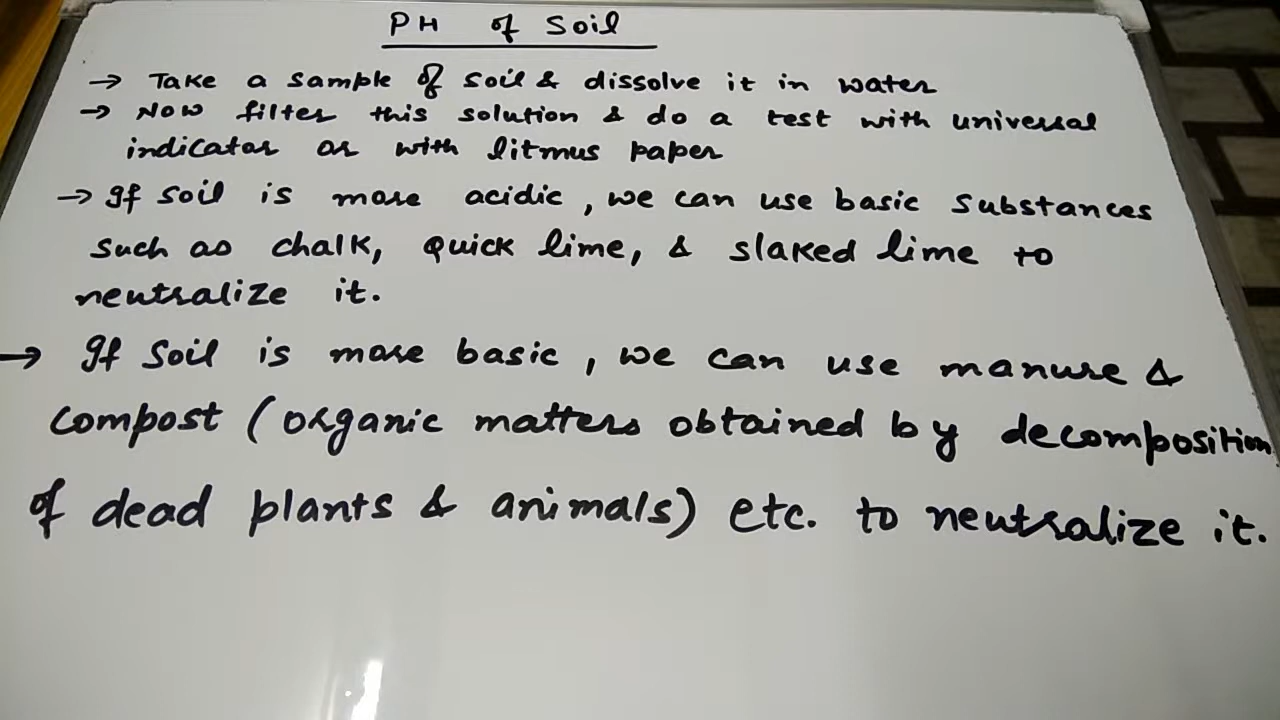 PH of Soil
→ Take a sample of soil & dissolve it in water
→ Now filter this solution & do a test with universal
indicator or with litmus paper
→ If soil is more acidic, we can use basic substances
such as chalk, quick lime, & slaked lime to
neutralize it.
→ If soil is more basic, we can use manure &
compost (organic matters obtained by decomposition
of dead plants & animals) etc. to neutralize it.